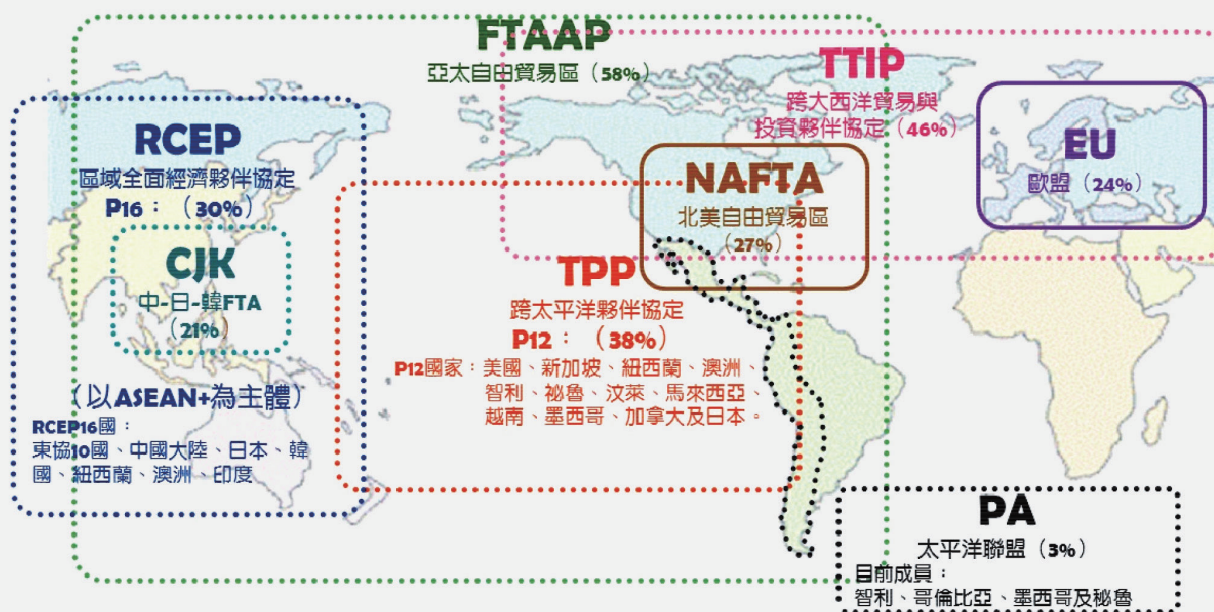 FTAAP
亞太自由貿易區（58%）
TTIP
跨大西洋貿易與
投資夥伴協定（46%）
EU
歐盟（24%）
RCEP
區域全面經濟夥伴協定
P16：（30%）
NAFTA
北美自由貿易區
（27%）
CJK
中-日-韓FTA
（21%）
TPP
跨太平洋夥伴協定
P12：（38%）
P12國家：美國、新加坡、紐西蘭、澳洲、
智利、祕魯、汶萊、馬來西亞、
越南、墨西哥、加拿大及日本。
（以ASEAN+為主體）
RCEP16國：
東協10國、中國大陸、日本、韓
國、紐西蘭、澳洲、印度
PA
太平洋聯盟（3%）
目前成員：
智利、哥倫比亞、墨西哥及秘魯